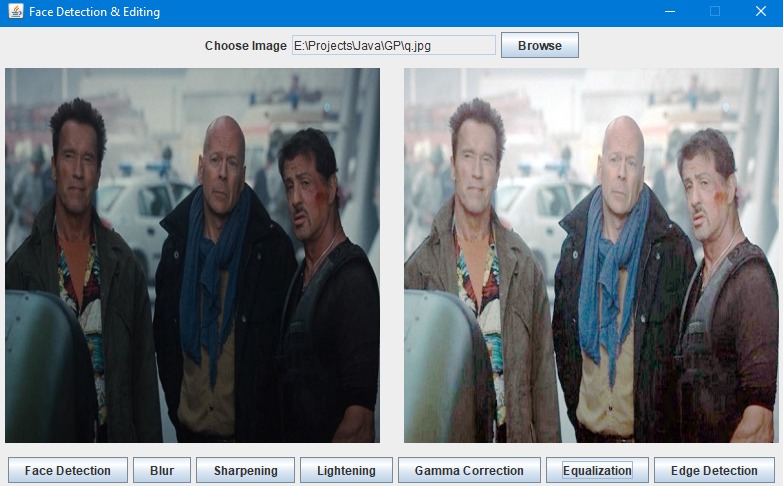 Face Detection & Editing
Choose Image E:\Projects\Java\GP\q.jpg Browse
Face Detection Blur Sharpening Lightening Gamma Correction Equalization Edge Detection